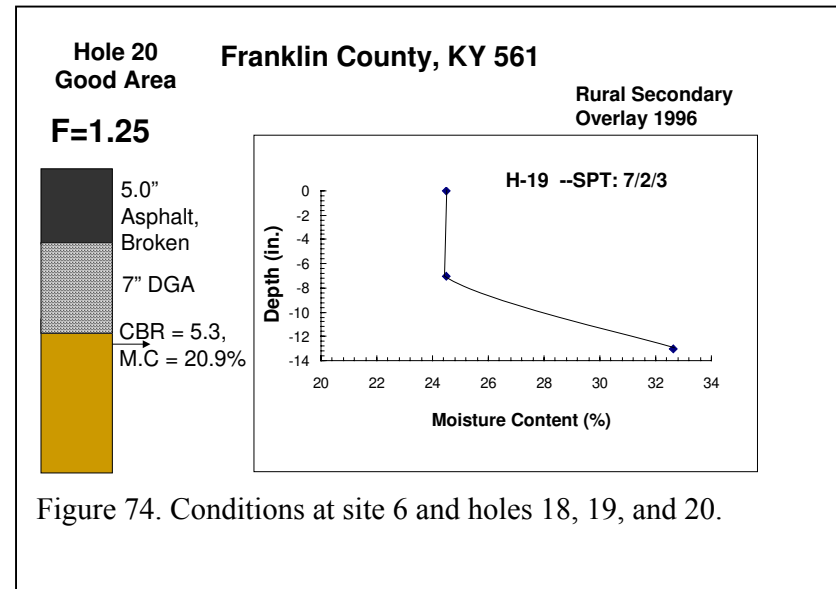 Hole 20
Good Area
Franklin County, KY 561
Rural Secondary
Overlay 1996
F=1.25
5.0"
Asphalt,
Broken
7” DGA
CBR = 5.3,
M.C = 20.9%
H-19 --SPT: 7/2/3
Depth (in.)
0
-2
-4
-6
-8
-10
-12
-14
20 22 24 26 28 30 32 34
Moisture Content (%)
Figure 74. Conditions at site 6 and holes 18, 19, and 20.